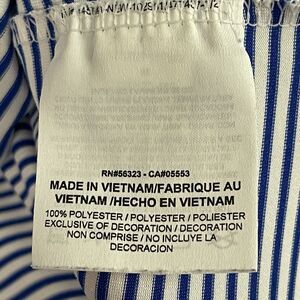 RN#56323 - CA#05553
MADE IN VIETNAM/FABRIQUE AU
VIETNAM /HECHO EN VIETNAM
100% POLYESTER / POLYESTER / POLIESTER
EXCLUSIVE OF DECORATION / DECORATION
NON COMPRISE / NO INCLUYE LA
DECORACION